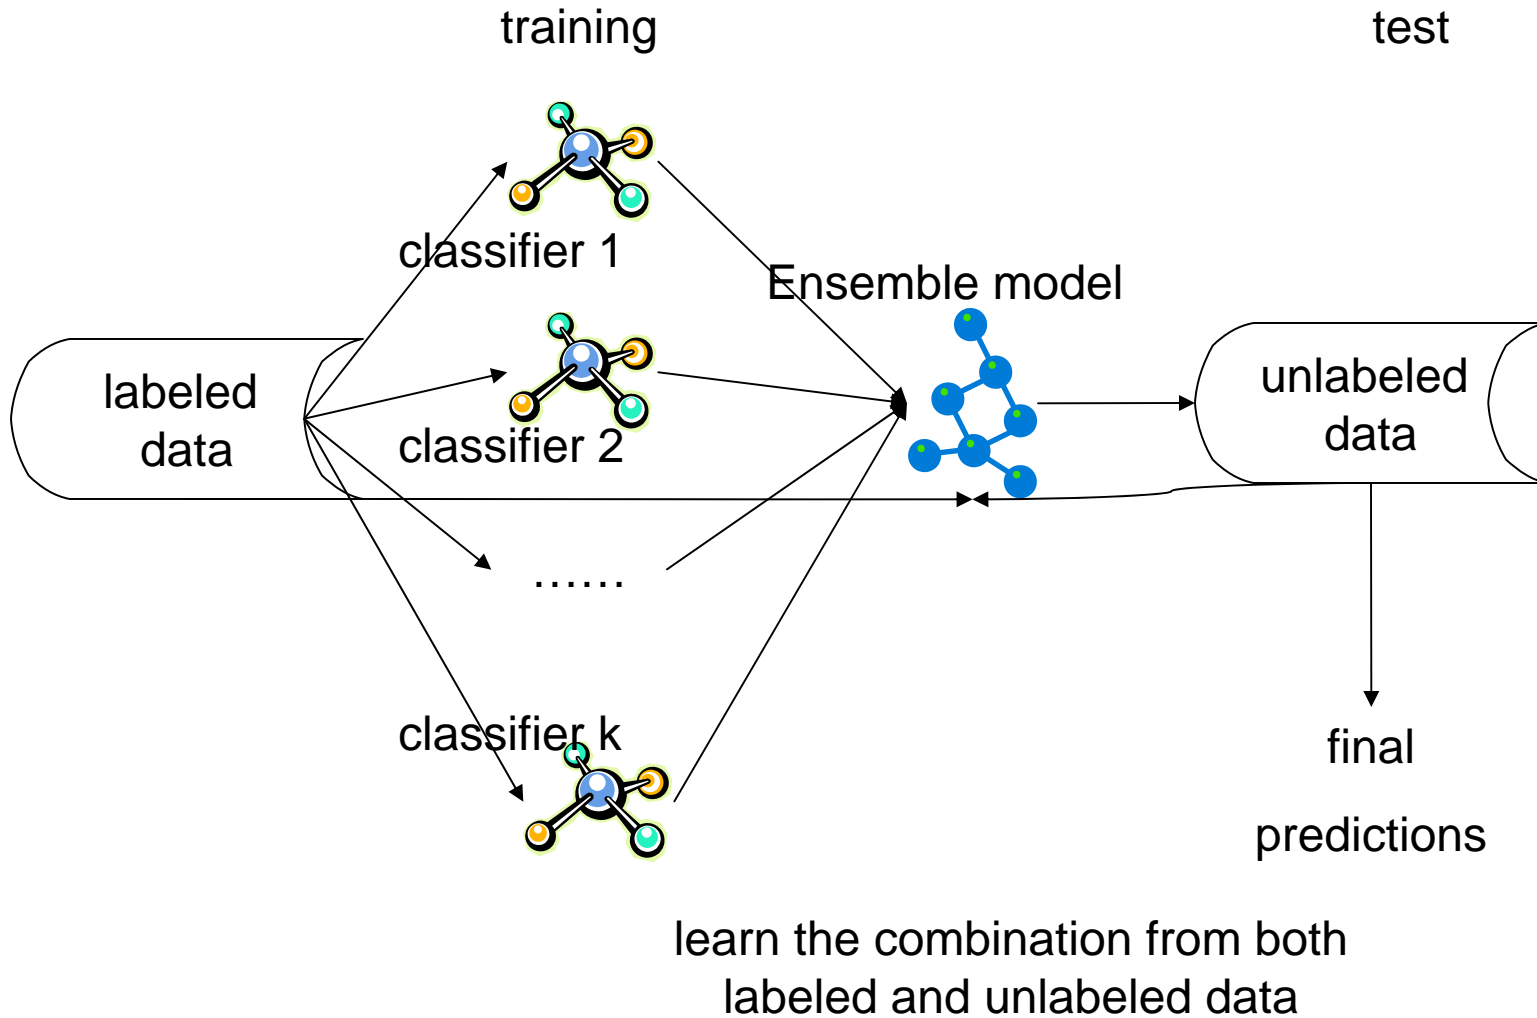 training
test
classifier 1
Ensemble model
labeled
data
classifier 2
unlabeled
data
......
classifier k
final
predictions
learn the combination from both
labeled and unlabeled data